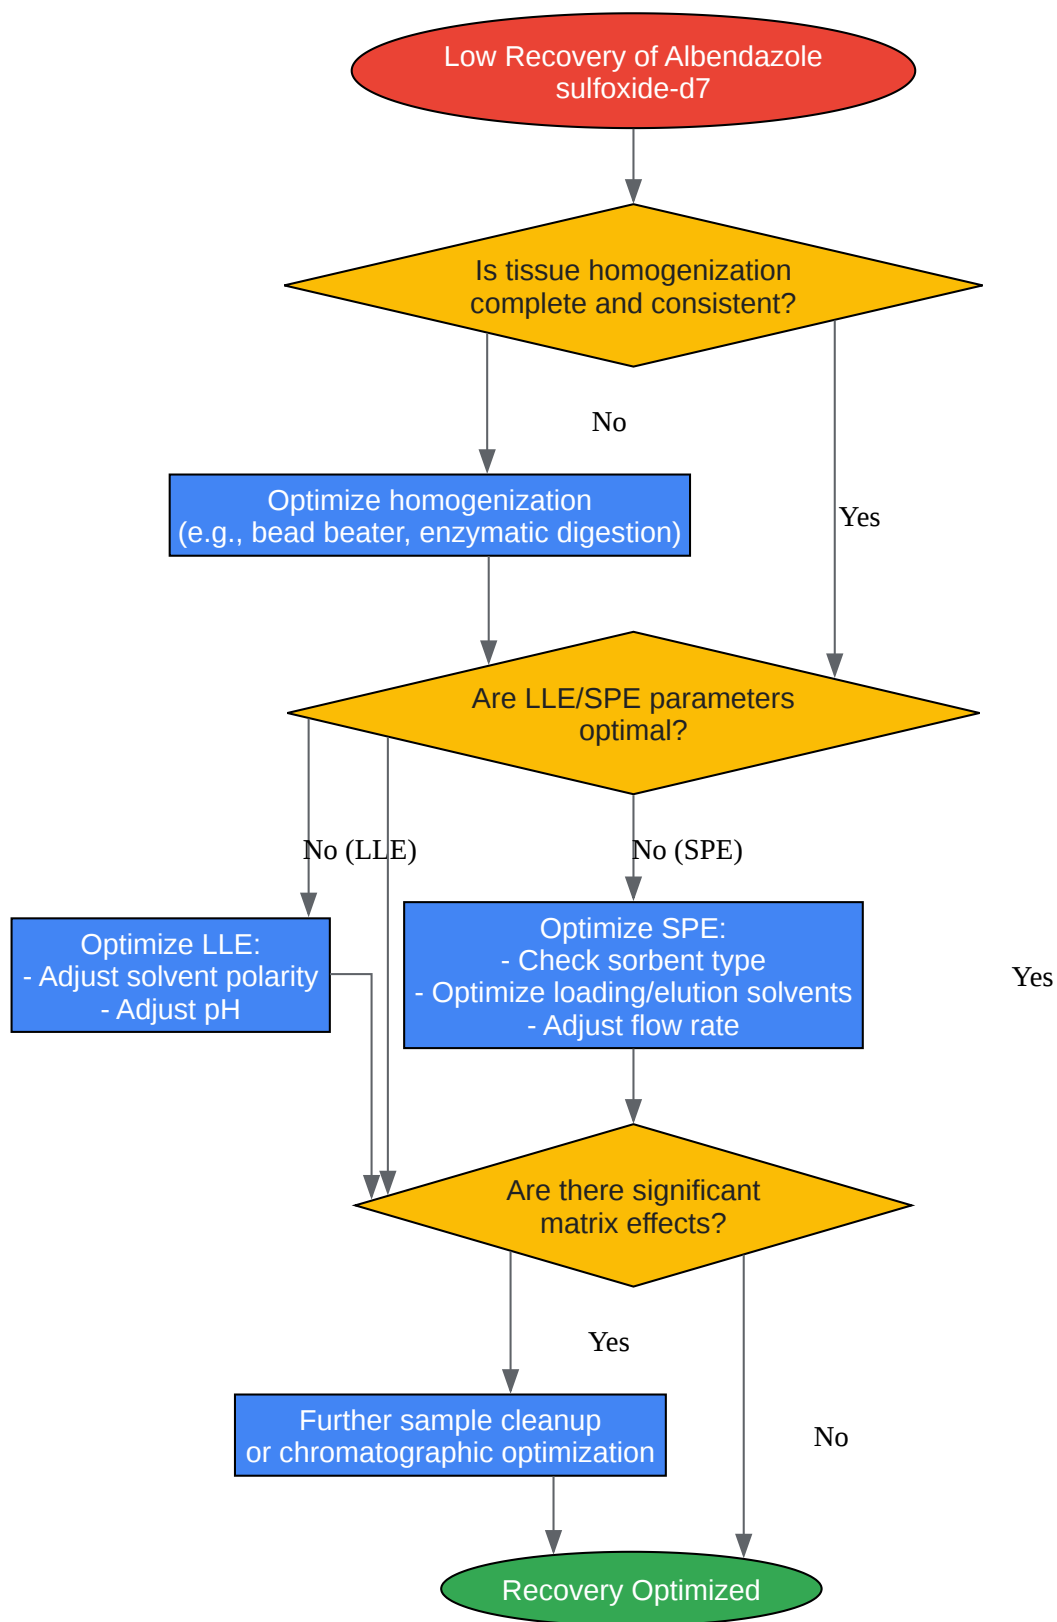 Low Recovery of Albendazole
sulfoxide-d7
Is tissue homogenization
complete and consistent?
No
Optimize homogenization
(e.g., bead beater, enzymatic digestion)
Yes
Are LLE/SPE parameters
optimal?
No (LLE)
No (SPE)
Optimize LLE:
- Adjust solvent polarity
- Adjust pH
Optimize SPE:
- Check sorbent type
- Optimize loading/elution solvents
- Adjust flow rate
Yes
Are there significant
matrix effects?
Yes
Further sample cleanup
or chromatographic optimization
No
Recovery Optimized